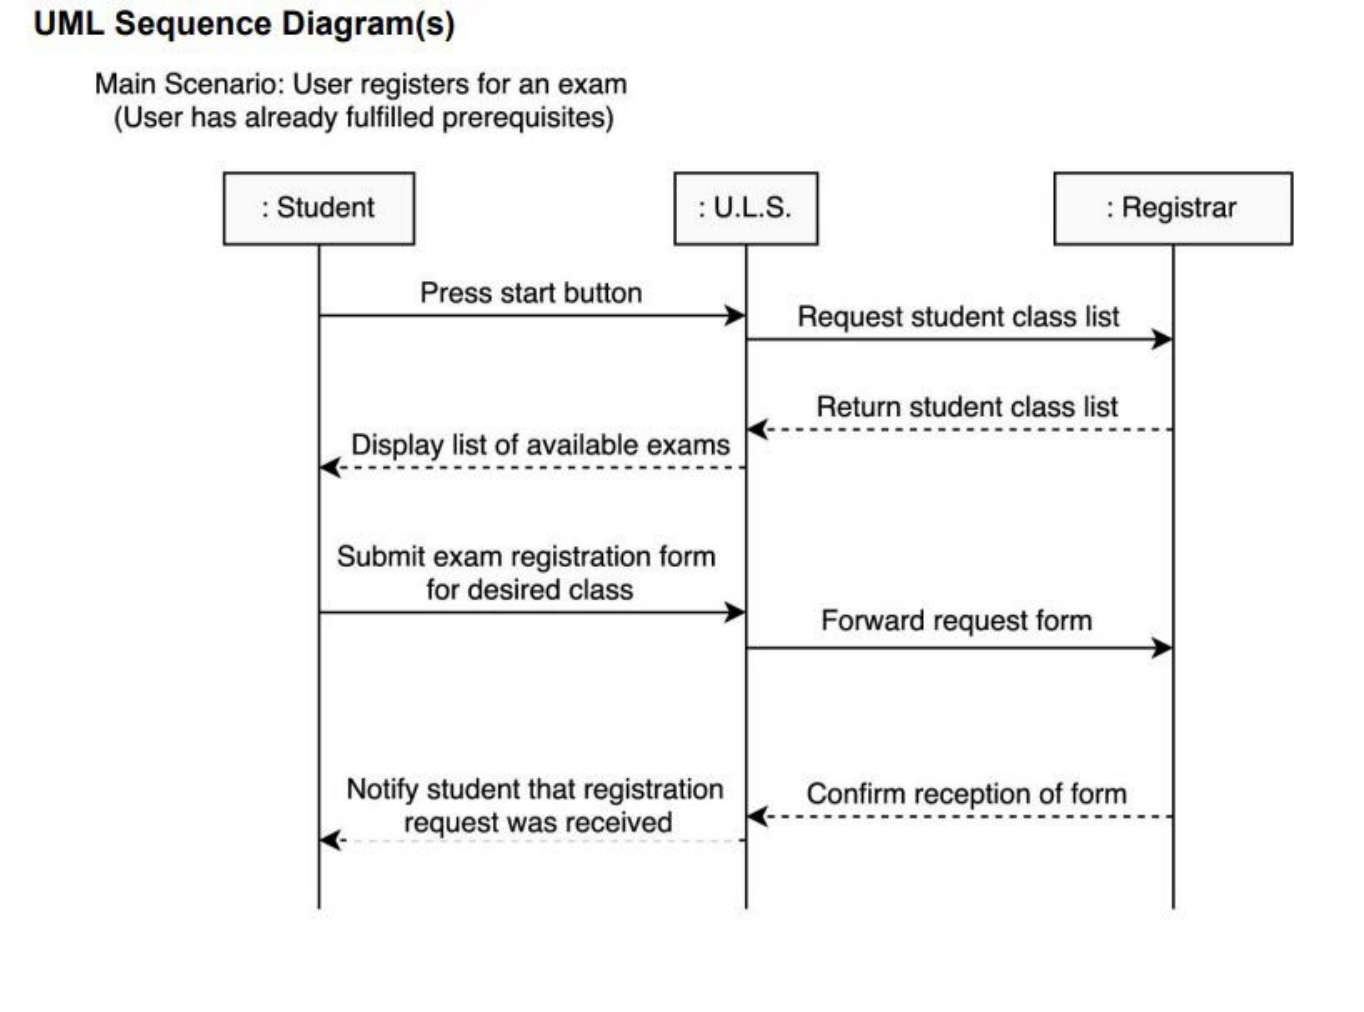 UML Sequence Diagram(s)
Main Scenario: User registers for an exam
(User has already fulfilled prerequisites)
: Student
: U.L.S.
: Registrar
Press start button
Request student class list
Return student class list
Display list of available exams
Submit exam registration form
for desired class
Forward request form
Notify student that registration
request was received
Confirm reception of form